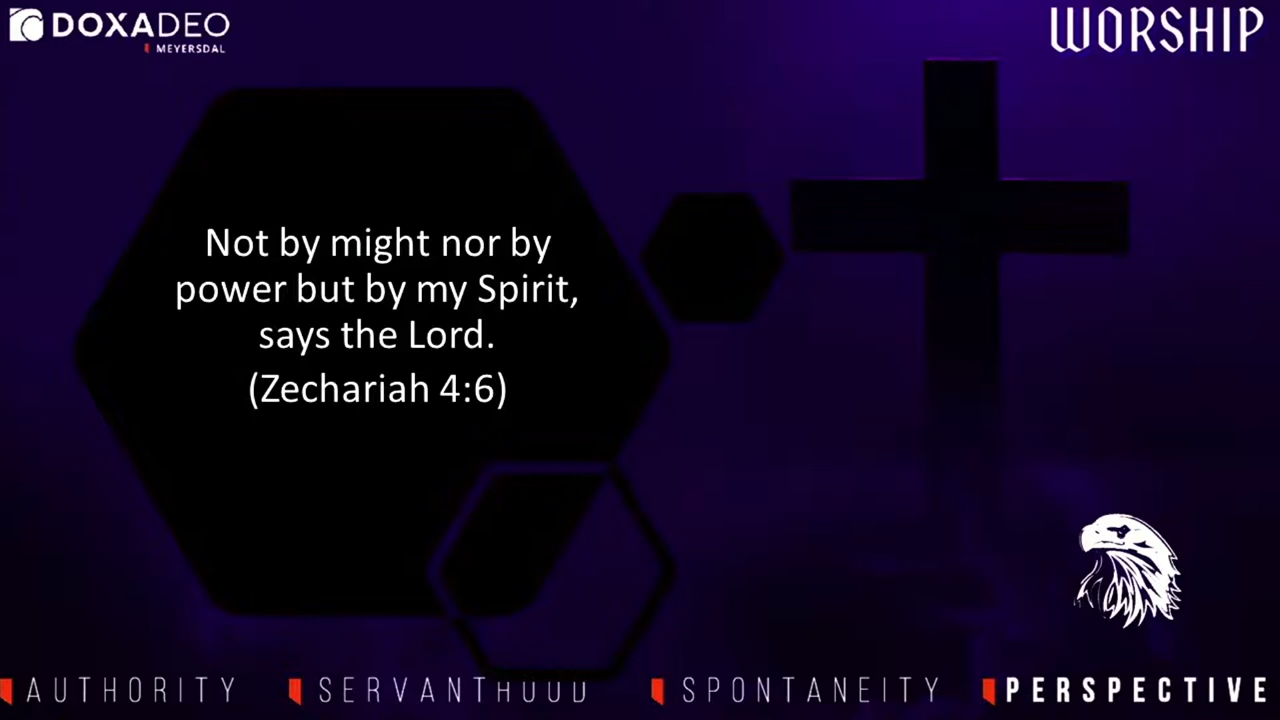 DOXADEO
MEYERSDAL
WORSHIP
Not by might nor by
power but by my Spirit,
says the Lord.
(Zechariah 4:6)
AUTHORITY
SERVANTHOOD
SPONTANEITY
PERSPECTIVE